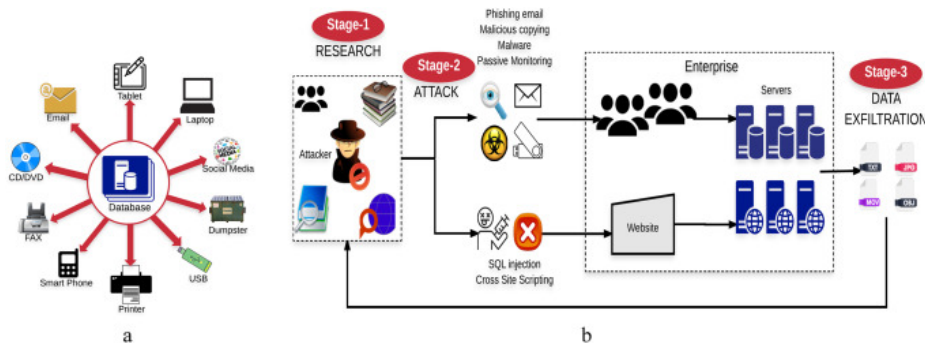 Tablet
Email
Laptop
CD/DVD
Social Media
Database
FAX
Dumpster
Smart Phone
USB
Printer
a
Stage-1
RESEARCH
Attacker
Stage-2
ATTACK
Phishing email
Malicious copying
Malware
Passive Monitoring
SQL injection
Cross Site Scripting
Enterprise
Servers
Website
Stage-3
DATA
EXFILTRATION
TXT
JPG
MOV
OBJ
b